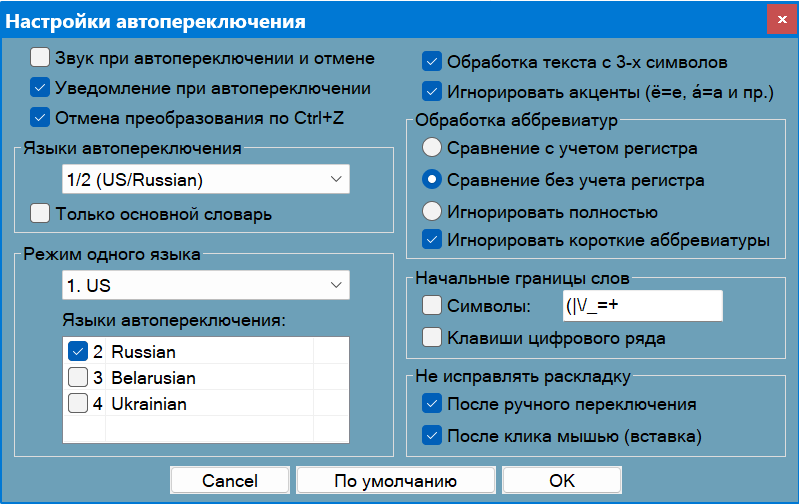 Настройки автопереключения
Звук при автопереключении и отмене
Уведомление при автопереключении
Отмена преобразования по Ctrl+Z
Языки автопереключения
1/2 (US/Russian)
Только основной словарь
Режим одного языка
1. US
Языки автопереключения:
2 Russian
3 Belarusian
4 Ukrainian
Обработка текста с 3-х символов
Игнорировать акценты (ё=е, á=a и пр.)
Обработка аббревиатур
Сравнение с учетом регистра
Сравнение без учета регистра
Игнорировать полностью
Игнорировать короткие аббревиатуры
Начальные границы слов
Символы: (|\/_=+
Клавиши цифрового ряда
Не исправлять раскладку
После ручного переключения
После клика мышью (вставка)
Cancel По умолчанию OK